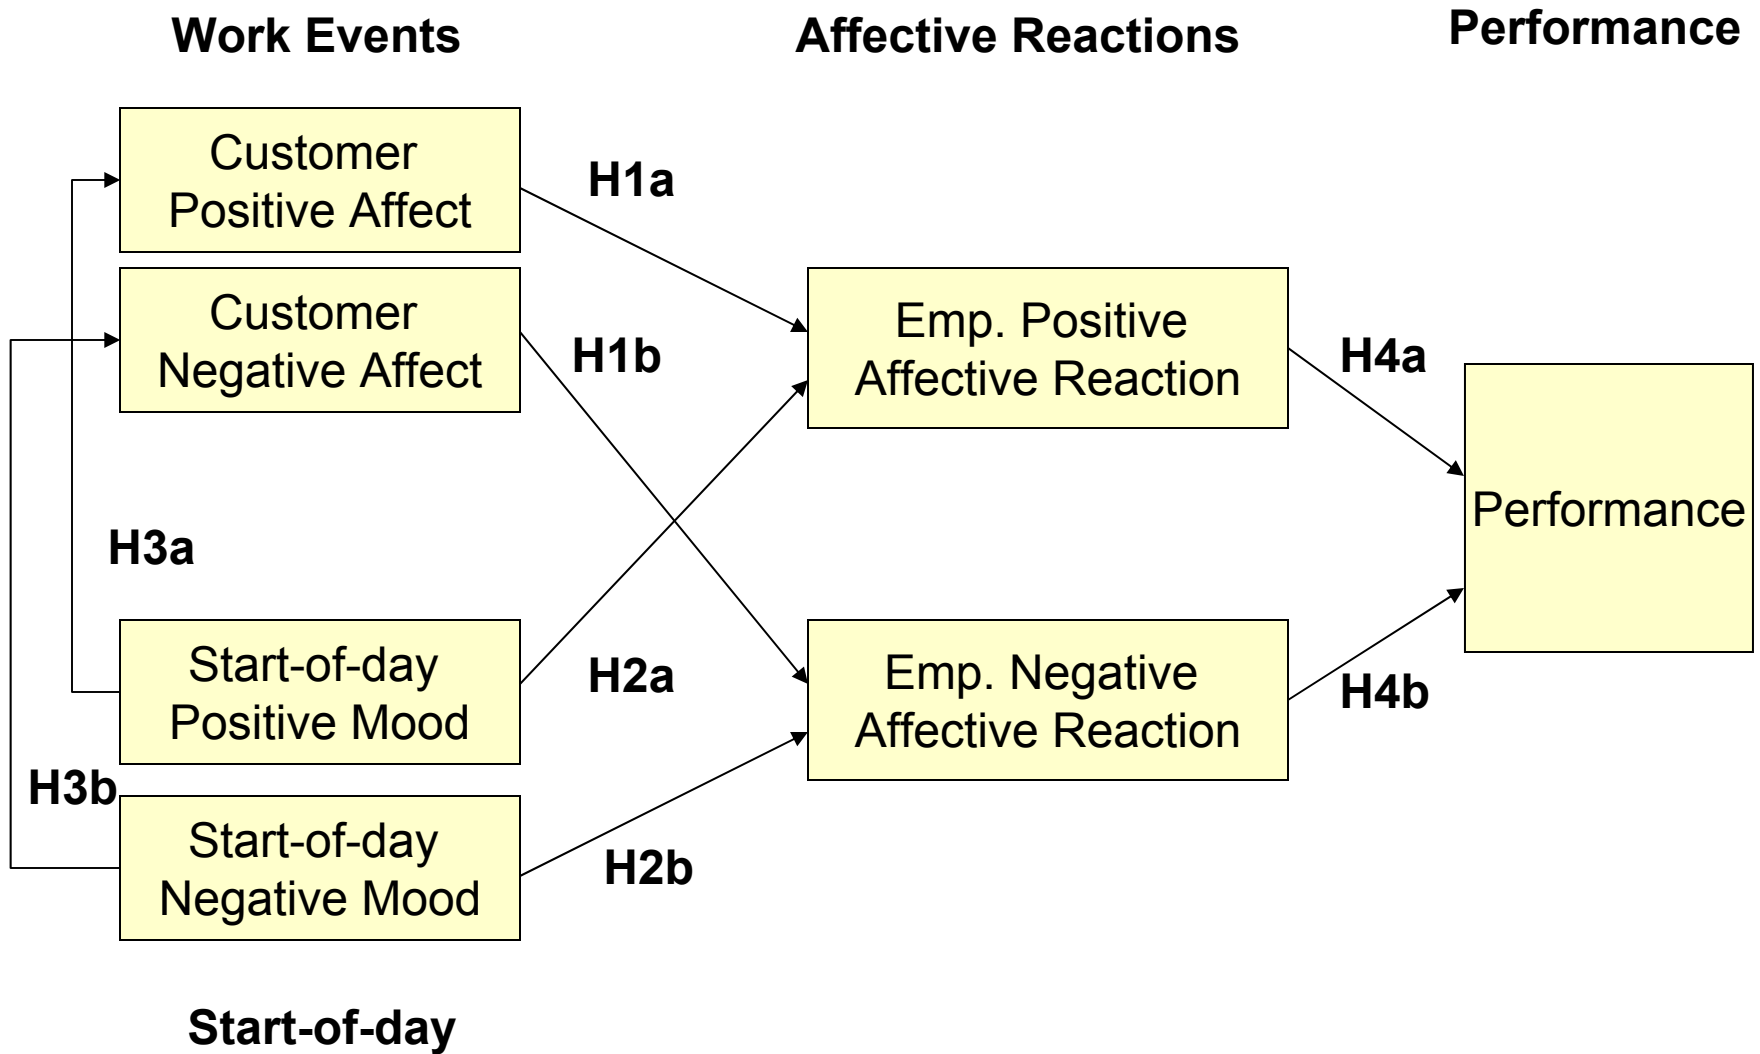 Work Events
Affective Reactions
Performance
Customer
Positive Affect
H1a
Customer
Negative Affect
H1b
Emp. Positive
Affective Reaction
H4a
Performance
H3a
Start-of-day
Positive Mood
H2a
Emp. Negative
Affective Reaction
H4b
H3b
Start-of-day
Negative Mood
H2b
Start-of-day